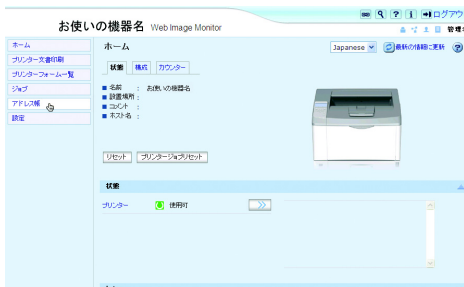 ログアウ
お使いの機器名 Web Image Monitor
管理
ホーム
プリンター文書印刷
プリンターフォーム一覧
ジョブ
アドレス帳
設定
ホーム
Japanese
最新の情報に更新
状態 構成 カウンター
名前 : お使いの機器名
設置場所 :
コメント :
ホスト名 :
リセット プリンタージョブリセット
状態
プリンター 使用可